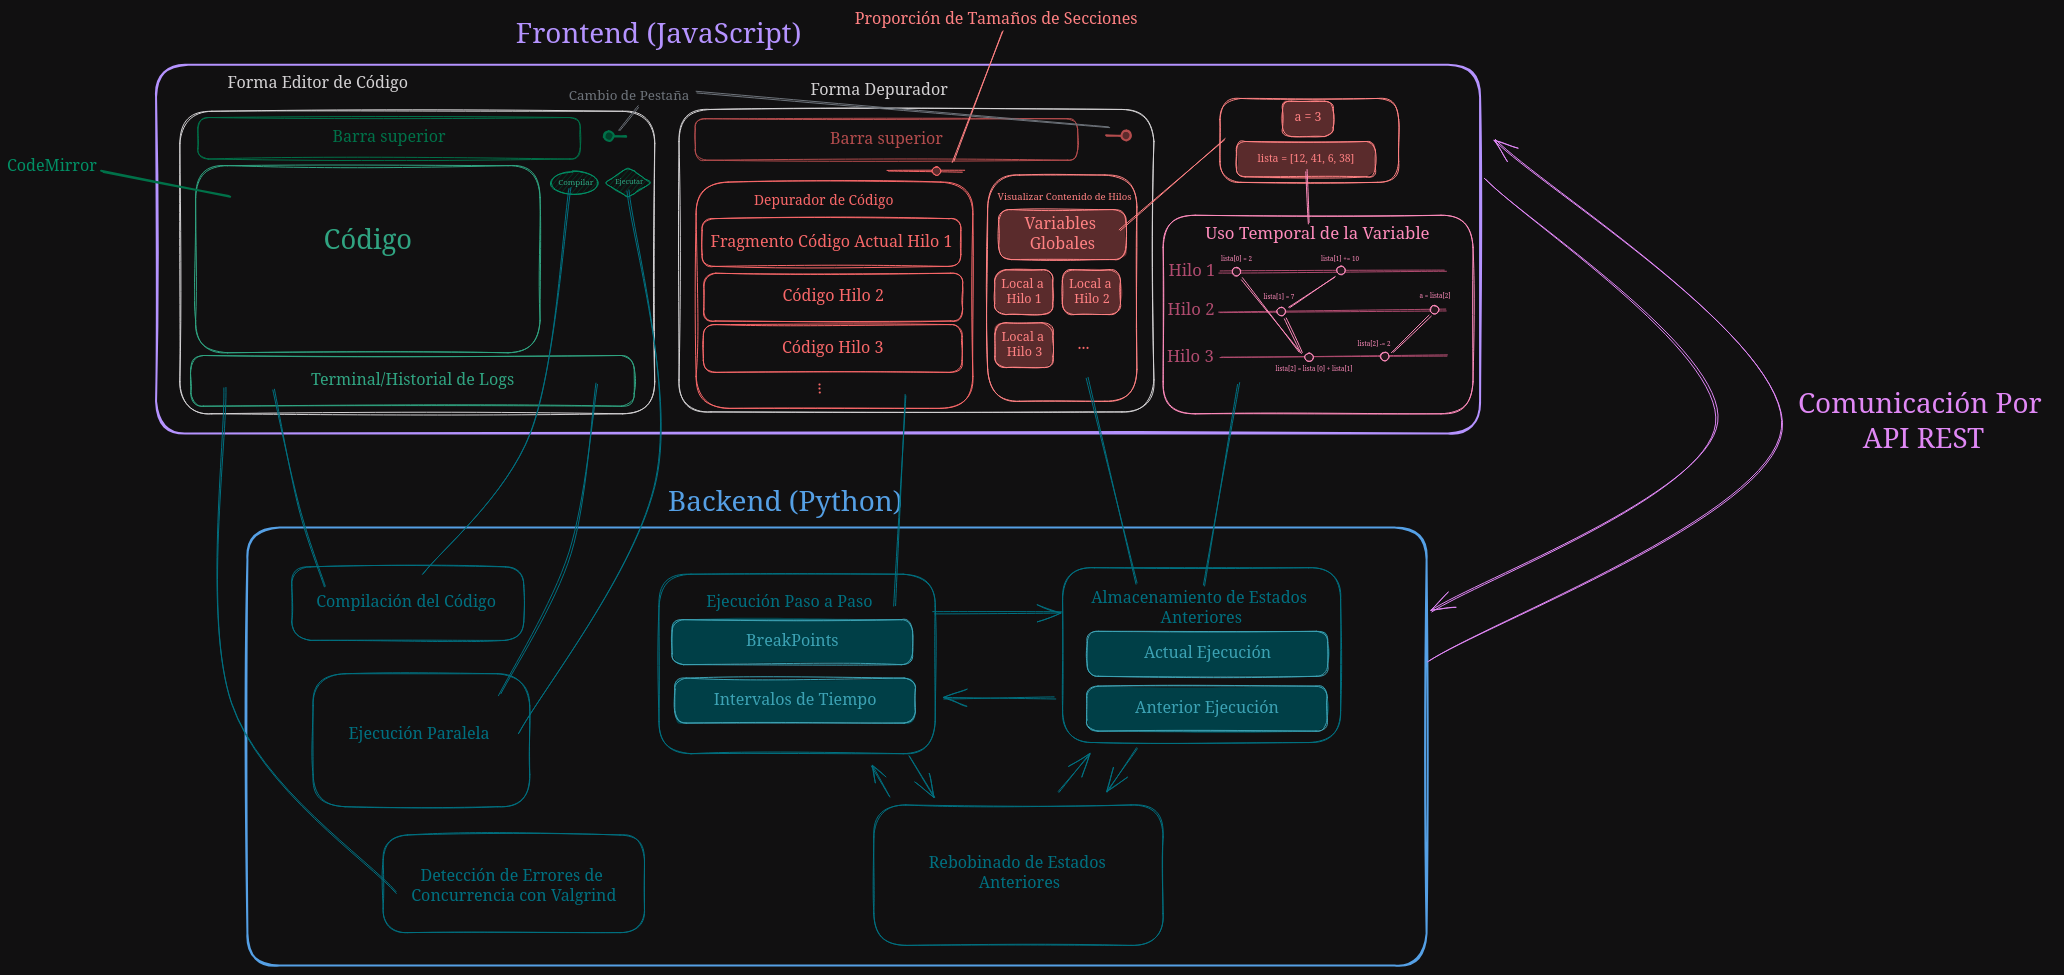 Proporción de Tamaños de Secciones
Frontend (JavaScript)
Forma Editor de Código
Cambio de Pestaña
Forma Depurador
Barra superior
CodeMirror
Compilar
Ejecutar
Código
Terminal/Historial de Logs
Barra superior
Depurador de Código
Fragmento Código Actual Hilo 1
Código Hilo 2
Código Hilo 3
⋮
Visualizar Contenido de Hilos
Variables
Globales
Local a
Hilo 1
Local a
Hilo 2
Local a
Hilo 3
...
a = 3
lista = [12, 41, 6, 38]
Uso Temporal de la Variable
Hilo 1
lista[0] = 2
lista[1] += 10
Hilo 2
lista[1] = 7
a = lista[2]
Hilo 3
lista[2] -= 2
lista[2] = lista [0] + lista[1]
Comunicación Por
API REST
Backend (Python)
Compilación del Código
Ejecución Paralela
Detección de Errores de
Concurrencia con Valgrind
Ejecución Paso a Paso
BreakPoints
Intervalos de Tiempo
Almacenamiento de Estados
Anteriores
Actual Ejecución
Anterior Ejecución
Rebobinado de Estados
Anteriores